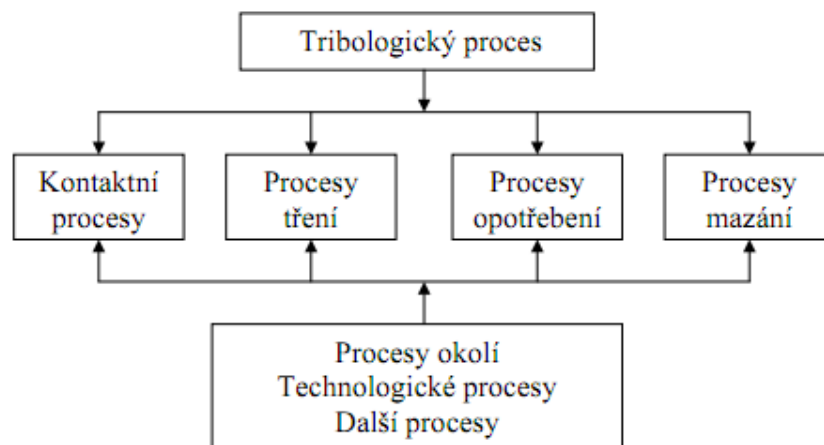 Tribologický proces
Kontaktní
procesy
Procesy
tření
Procesy
opotřebení
Procesy
mazání
Procesy okolí
Technologické procesy
Další procesy